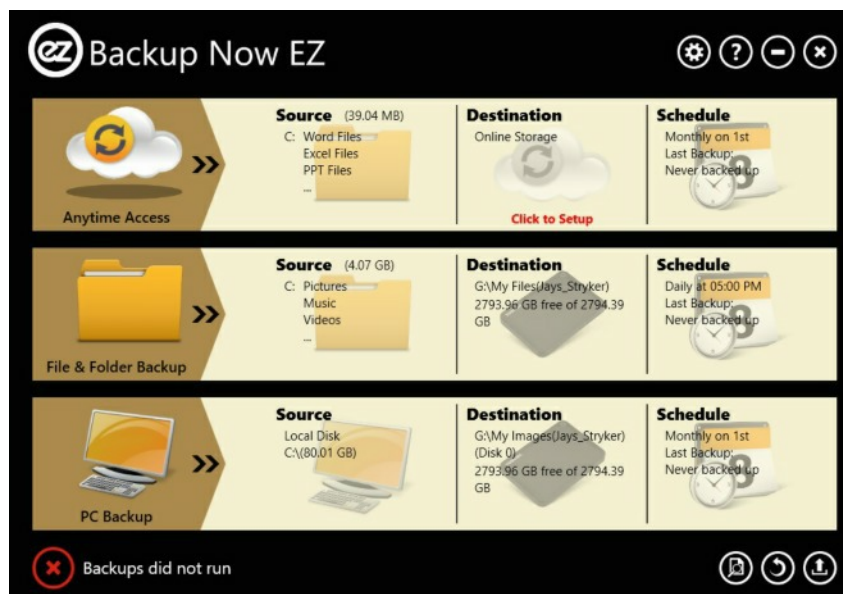 ez Backup Now EZ
Source (39.04 MB)
C: Word Files
Excel Files
PPT Files
...
Destination
Online Storage
Click to Setup
Schedule
Monthly on 1st
Last Backup:
Never backed up
Anytime Access
Source (4.07 GB)
C: Pictures
Music
Videos
...
Destination
G:\My Files(Jays_Stryker)
2793.96 GB free of 2794.39
GB
Schedule
Daily at 05:00 PM
Last Backup:
Never backed up
File & Folder Backup
Source
Local Disk
C:\(80.01 GB)
Destination
G:\My Images(Jays_Stryker)
(Disk 0)
2793.96 GB free of 2794.39
GB
Schedule
Monthly on 1st
Last Backup:
Never backed up
PC Backup
Backups did not run